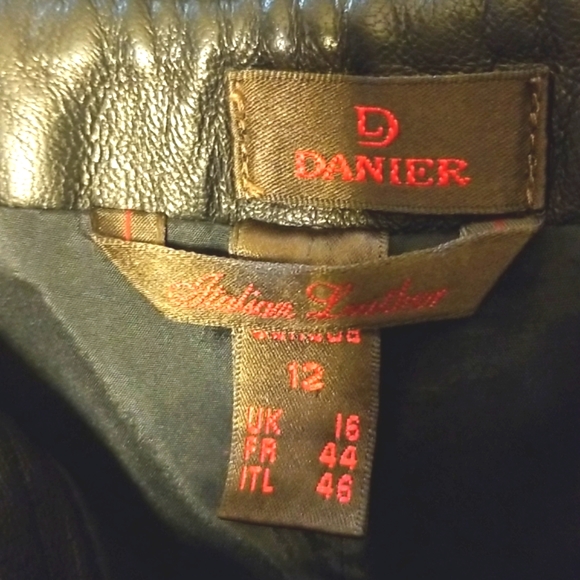 D
DANIER
Italian Leather
12
UK 16
FR 44
ITL 46